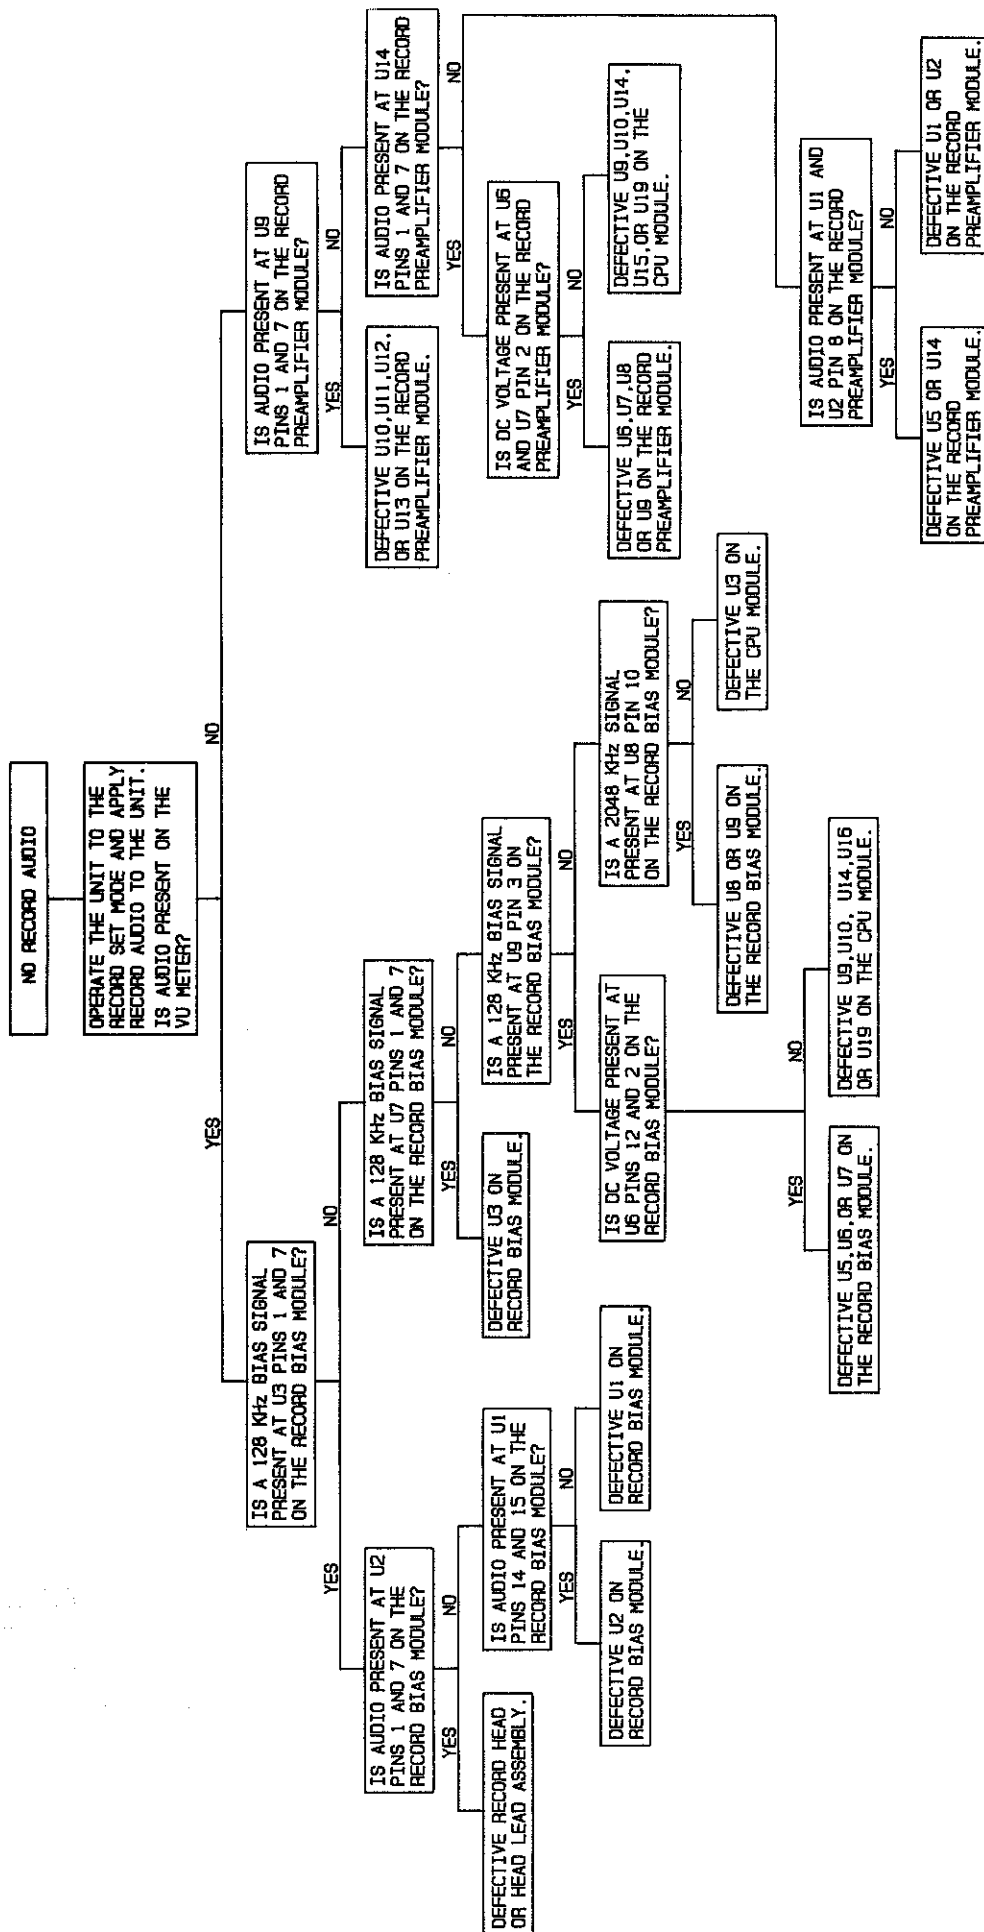 NO RECORD AUDIO
OPERATE THE UNIT TO THE
RECORD SET MODE AND APPLY
RECORD AUDIO TO THE UNIT.
IS AUDIO PRESENT ON THE
VU METER?
YES
NO
IS A 128 KHz BIAS SIGNAL
PRESENT AT U3 PINS 1 AND 7
ON THE RECORD BIAS MODULE?
IS AUDIO PRESENT AT U9
PINS 1 AND 7 ON THE RECORD
PREAMPLIFIER MODULE?
YES
NO
YES
NO
IS AUDIO PRESENT AT U2
PINS 1 AND 7 ON THE
RECORD BIAS MODULE?
IS A 128 KHz BIAS SIGNAL
PRESENT AT U7 PINS 1 AND 7
ON THE RECORD BIAS MODULE?
DEFECTIVE U10,U11,U12,
OR U13 ON THE RECORD
PREAMPLIFIER MODULE.
IS AUDIO PRESENT AT U14
PINS 1 AND 7 ON THE RECORD
PREAMPLIFIER MODULE?
YES
NO
YES
NO
YES
NO
DEFECTIVE RECORD HEAD
OR HEAD LEAD ASSEMBLY.
IS AUDIO PRESENT AT U1
PINS 14 AND 15 ON THE
RECORD BIAS MODULE?
DEFECTIVE U3 ON
RECORD BIAS MODULE.
IS A 128 KHz BIAS SIGNAL
PRESENT AT U9 PIN 3 ON
THE RECORD BIAS MODULE?
IS DC VOLTAGE PRESENT AT U6
AND U7 PIN 2 ON THE RECORD
PREAMPLIFIER MODULE?
YES
NO
YES
NO
YES
NO
DEFECTIVE U2 ON
RECORD BIAS MODULE.
DEFECTIVE U1 ON
RECORD BIAS MODULE.
IS DC VOLTAGE PRESENT AT
U6 PINS 12 AND 2 ON THE
RECORD BIAS MODULE?
IS A 2048 KHz SIGNAL
PRESENT AT U8 PIN 10
ON THE RECORD BIAS MODULE?
DEFECTIVE U6,U7,U8
OR U9 ON THE RECORD
PREAMPLIFIER MODULE.
DEFECTIVE U9,U10,U14,
U15,OR U19 ON THE
CPU MODULE.
YES
NO
DEFECTIVE U8 OR U9 ON
THE RECORD BIAS MODULE.
DEFECTIVE U3 ON
THE CPU MODULE.
YES
NO
DEFECTIVE U5,U6,OR U7 ON
THE RECORD BIAS MODULE.
DEFECTIVE U9,U10, U14,U16
OR U19 ON THE CPU MODULE.
IS AUDIO PRESENT AT U1 AND
U2 PIN 8 ON THE RECORD
PREAMPLIFIER MODULE?
YES
NO
DEFECTIVE U5 OR U14
ON THE RECORD
PREAMPLIFIER MODULE.
DEFECTIVE U1 OR U2
ON THE RECORD
PREAMPLIFIER MODULE.